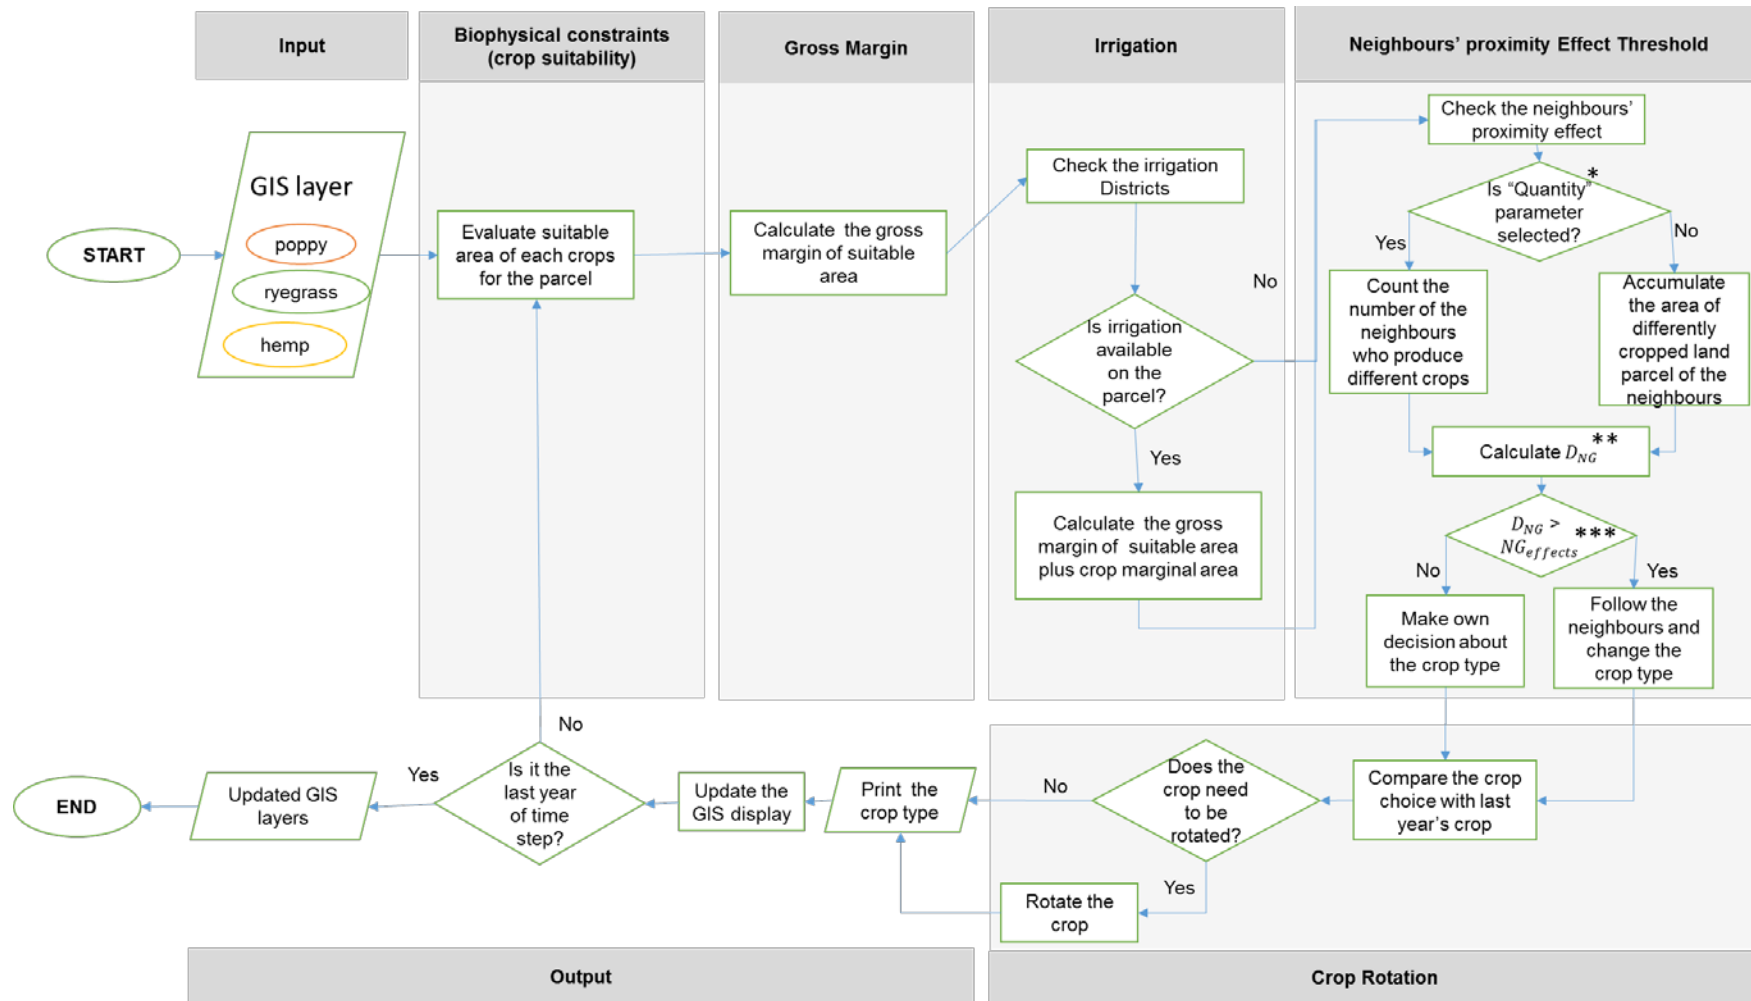 Input
Biophysical constraints
(crop suitability)
Gross Margin
Irrigation
Neighbours' proximity Effect Threshold
START
GIS layer
poppy
ryegrass
hemp
Evaluate suitable
area of each crops
for the parcel
Calculate the gross
margin of suitable
area
Check the irrigation
Districts
Is irrigation
available
on the
parcel?
No
Yes
Calculate the gross
margin of suitable area
plus crop marginal area
Check the neighbours'
proximity effect
Is “Quantity” *
parameter
selected?
Yes
No
Count the
number of the
neighbours
who produce
different crops
Accumulate
the area of
differently
cropped land
parcel of the
neighbours
Calculate D_NG **
D_NG > ***
NG_effects
No
Yes
Make own
decision about
the crop type
Follow the
neighbours and
change the
crop type
Compare the crop
choice with last
year's crop
Does the
crop need
to be
rotated?
No
Yes
Rotate the
crop
Print the
crop type
Update the
GIS display
Is it the
last year
of time
step?
No
Yes
Updated GIS
layers
END
Output
Crop Rotation